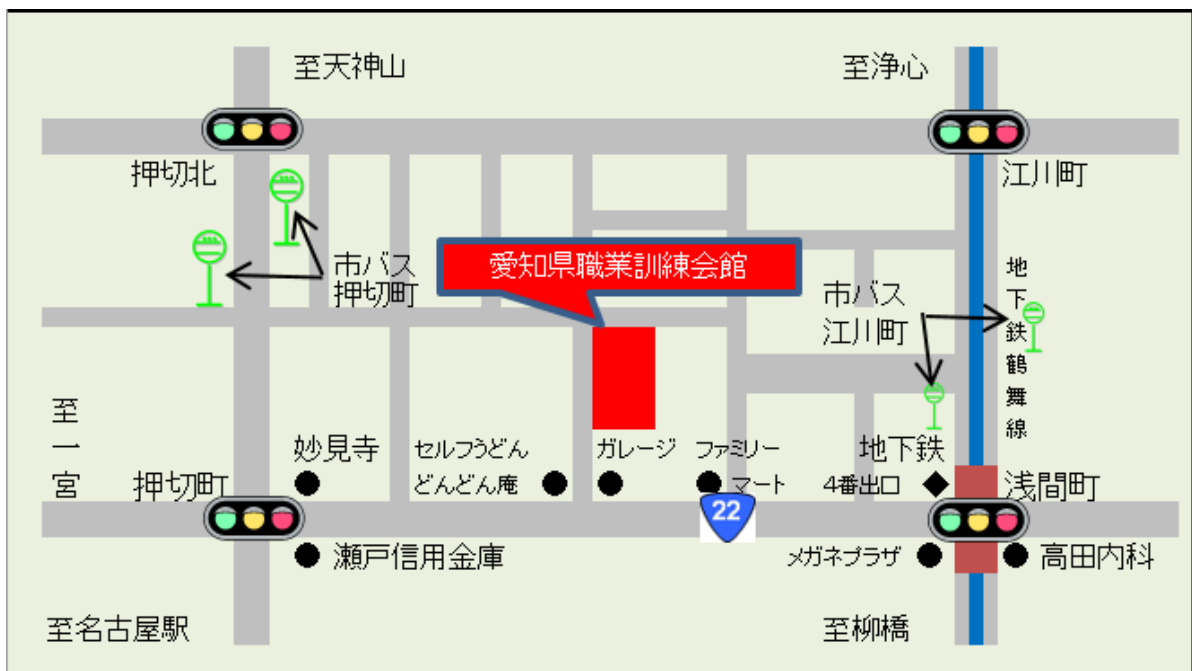 至天神山
至浄心
押切北
江川町
愛知県職業訓練会館
市バス
押切町
市バス
江川町
地下鉄鶴舞線
至一宮
妙見寺
セルフうどん
どんどん庵
ガレージ
ファミリー
マート
地下鉄
4番出口
押切町
浅間町
22
瀬戸信用金庫
メガネプラザ
高田内科
至名古屋駅
至柳橋